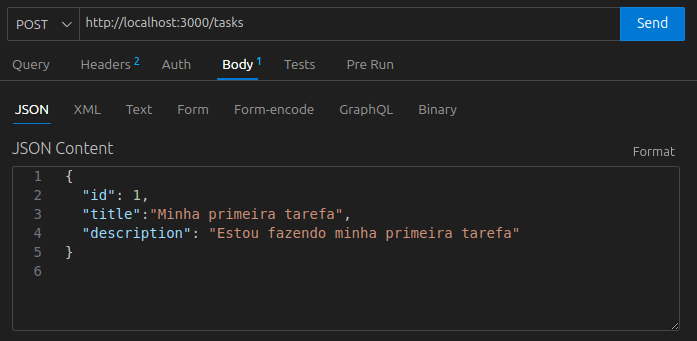 POST http://localhost:3000/tasks Send
Query Headers 2 Auth Body 1 Tests Pre Run
JSON XML Text Form Form-encode GraphQL Binary
JSON Content Format
1 {
2 "id": 1,
3 "title":"Minha primeira tarefa",
4 "description": "Estou fazendo minha primeira tarefa"
5 }
6